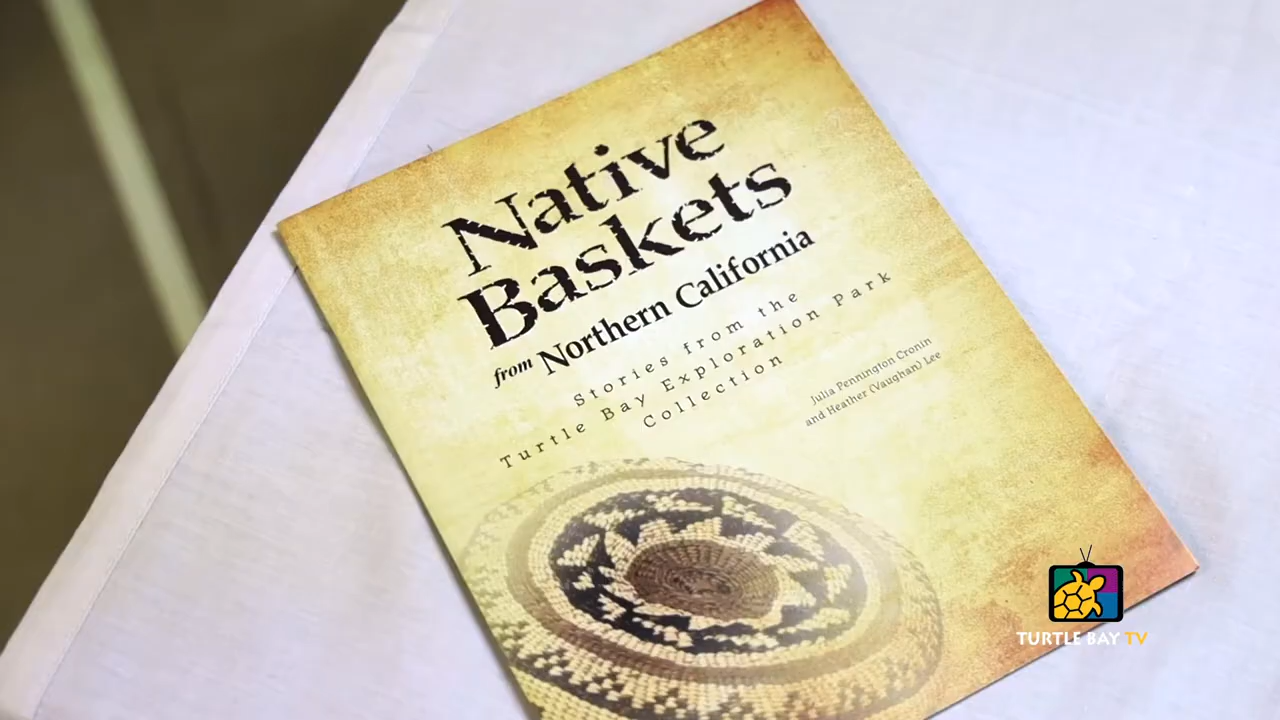 Native
Baskets
from Northern California
Stories from the
Turtle Bay Exploration Park
Collection
Julia Pennington Cronin
and Heather (Vaughan) Lee
TURTLE BAY TV